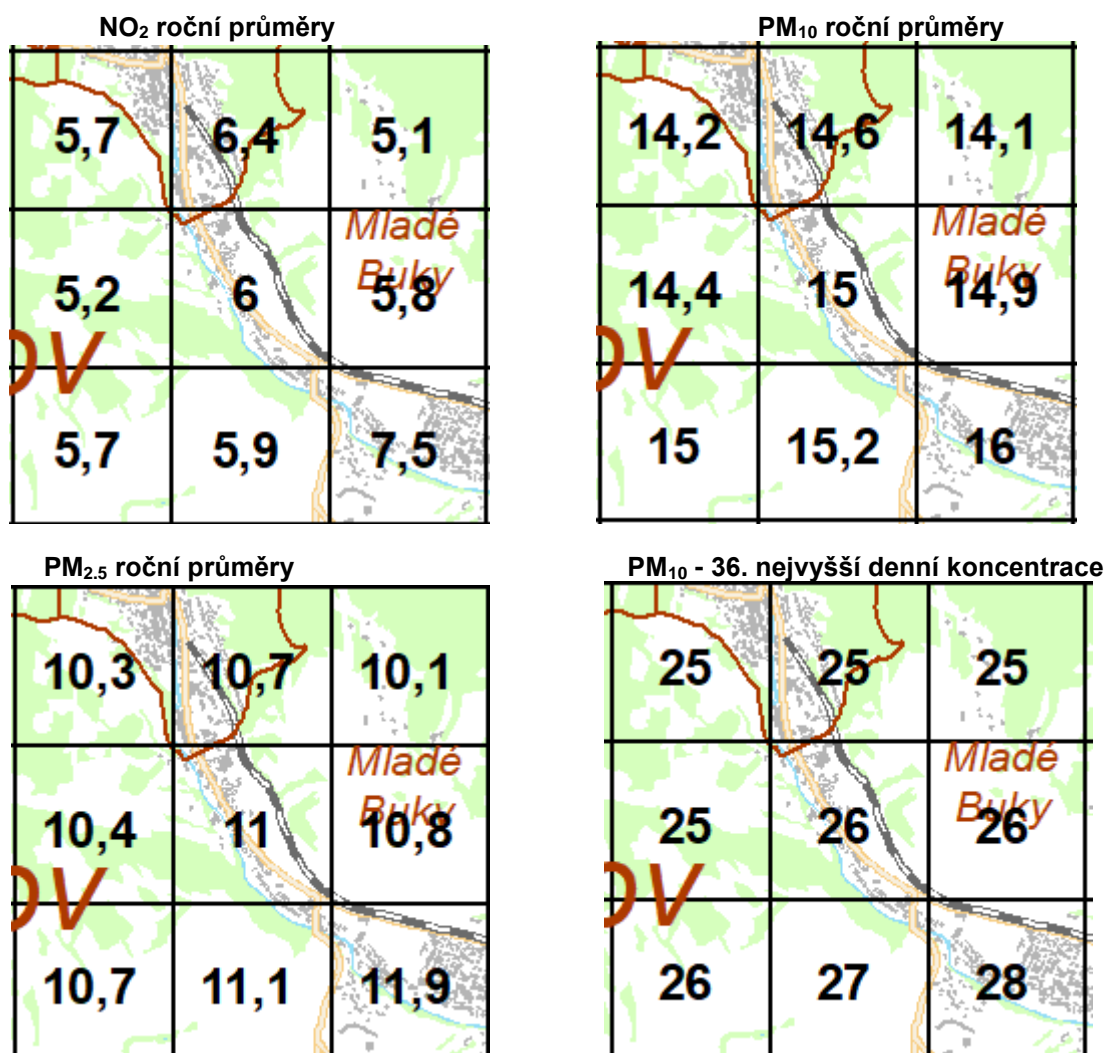 NO₂ roční průměry
5,7 6,4 5,1
Mladé
Buky
5,2 6 5,8
OV
5,7 5,9 7,5
PM₁₀ roční průměry
14,2 14,6 14,1
Mladé
Buky
14,4 15 14,9
OV
15 15,2 16
PM₂.₅ roční průměry
10,3 10,7 10,1
Mladé
Buky
10,4 11 10,8
OV
10,7 11,1 11,9
PM₁₀ - 36. nejvyšší denní koncentrace
25 25 25
Mladé
Buky
25 26 26
OV
26 27 28